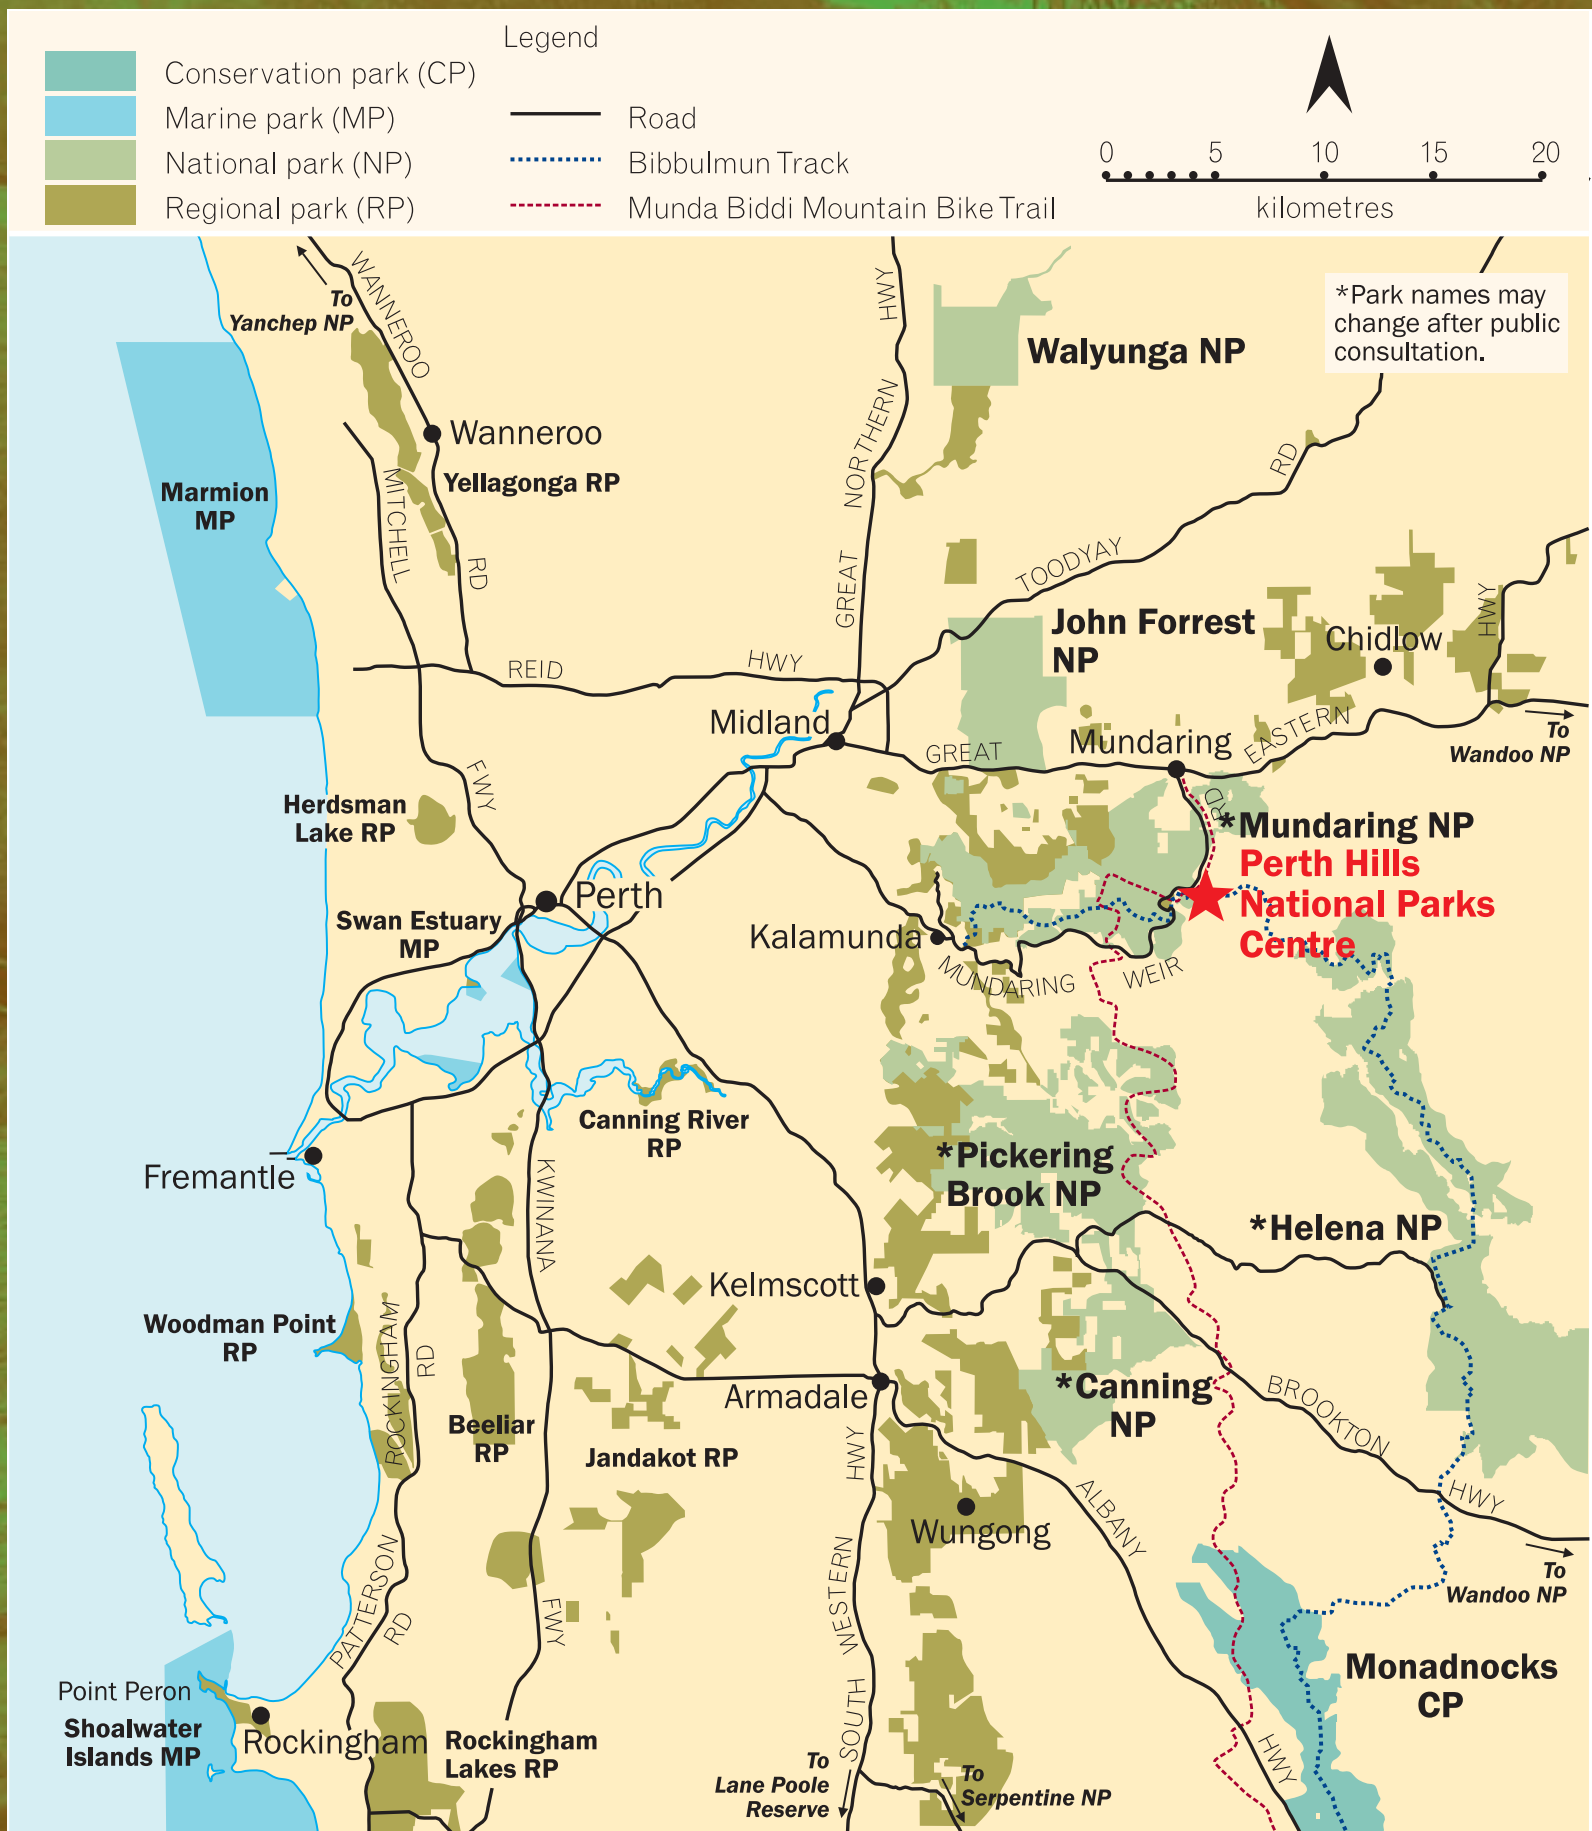 Legend
Conservation park (CP)
Marine park (MP)
National park (NP)
Regional park (RP)
Road
Bibbulmun Track
Munda Biddi Mountain Bike Trail
0 5 10 15 20
kilometres
*Park names may
change after public
consultation.
To
Yanchep NP
WANNEROO
RD
Wanneroo
Yellagonga RP
MITCHELL
FWY
Marmion
MP
GREAT NORTHERN HWY
Walyunga NP
TOODYAY RD
John Forrest
NP
Chidlow
HWY
REID HWY
Midland
GREAT EASTERN
Mundaring
To
Wandoo NP
Herdsman
Lake RP
RD
*Mundaring NP
Perth Hills
National Parks
Centre
Perth
Swan Estuary
MP
Kalamunda
MUNDARING WEIR
Canning River
RP
Fremantle
KWINANA
FWY
*Pickering
Brook NP
*Helena NP
Kelmscott
Woodman Point
RP
ROCKINGHAM
RD
Armadale
*Canning
NP
BROOKTON
HWY
Beeliar
RP
Jandakot RP
Wungong
ALBANY
HWY
SOUTH WESTERN HWY
To
Wandoo NP
PATTERSON
RD
Monadnocks
CP
Point Peron
Shoalwater
Islands MP
Rockingham
Rockingham
Lakes RP
To
Lane Poole
Reserve
To
Serpentine NP